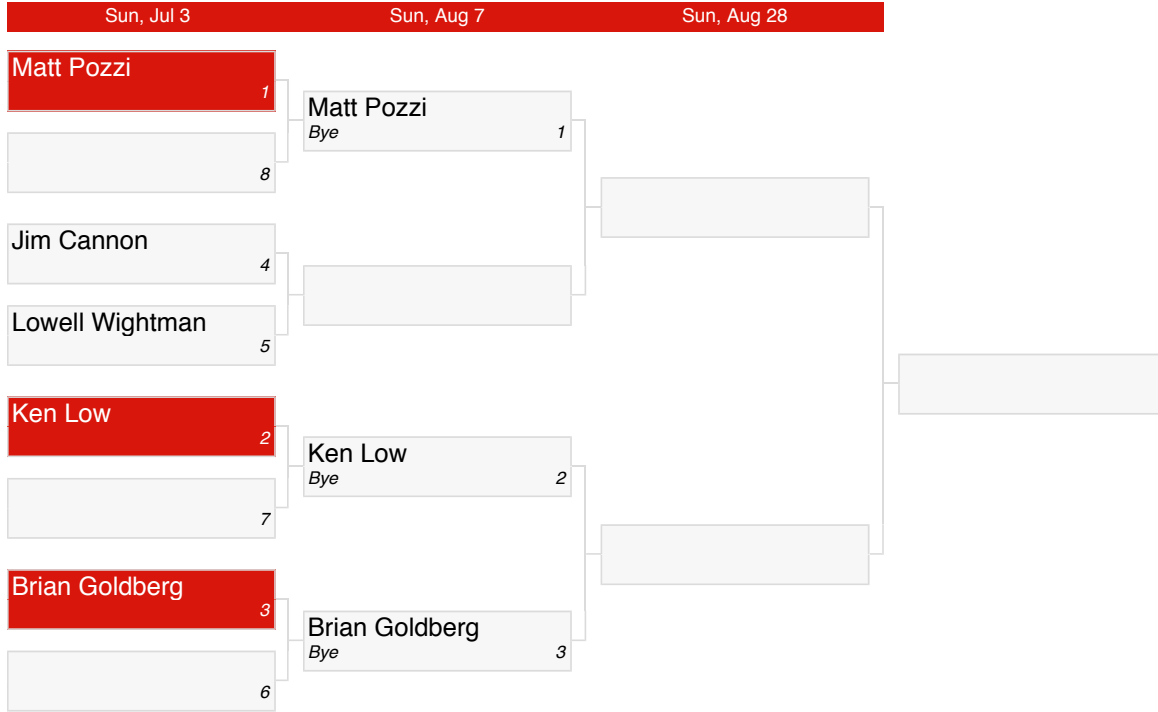 Sun, Jul 3
Sun, Aug 7
Sun, Aug 28
Matt Pozzi
1
8
Jim Cannon
4
Lowell Wightman
5
Ken Low
2
7
Brian Goldberg
3
6
Matt Pozzi
Bye 1
Ken Low
Bye 2
Brian Goldberg
Bye 3